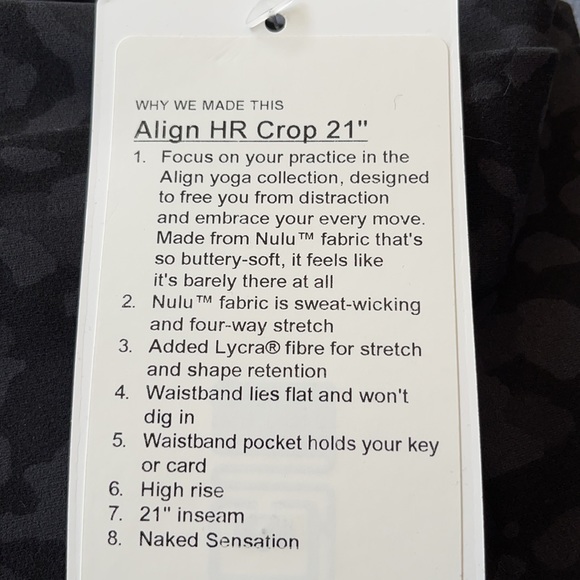 WHY WE MADE THIS
Align HR Crop 21"
1. Focus on your practice in the
Align yoga collection, designed
to free you from distraction
and embrace your every move.
Made from Nulu™ fabric that's
so buttery-soft, it feels like
it's barely there at all
2. Nulu™ fabric is sweat-wicking
and four-way stretch
3. Added Lycra® fibre for stretch
and shape retention
4. Waistband lies flat and won't
dig in
5. Waistband pocket holds your key
or card
6. High rise
7. 21" inseam
8. Naked Sensation